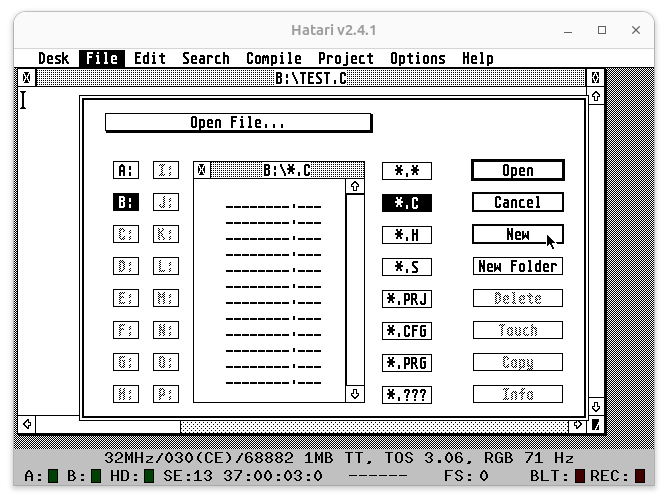 Hatari v2.4.1
Desk File Edit Search Compile Project Options Help
B:\TEST.C
Open File...
A: I: B:\*.C *.* Open
B: J: *.C Cancel
C: K: *.H New
D: L: *.S New Folder
E: M: *.PRJ Delete
F: N: *.CFG Touch
G: O: *.PRG Copy
H: P: *.??? Info
32MHz/030(CE)/68882 1MB TT, TOS 3.06, RGB 71 Hz
A: B: HD: SE:13 37:00:03:0 ------ FS: 0 BLT: REC: